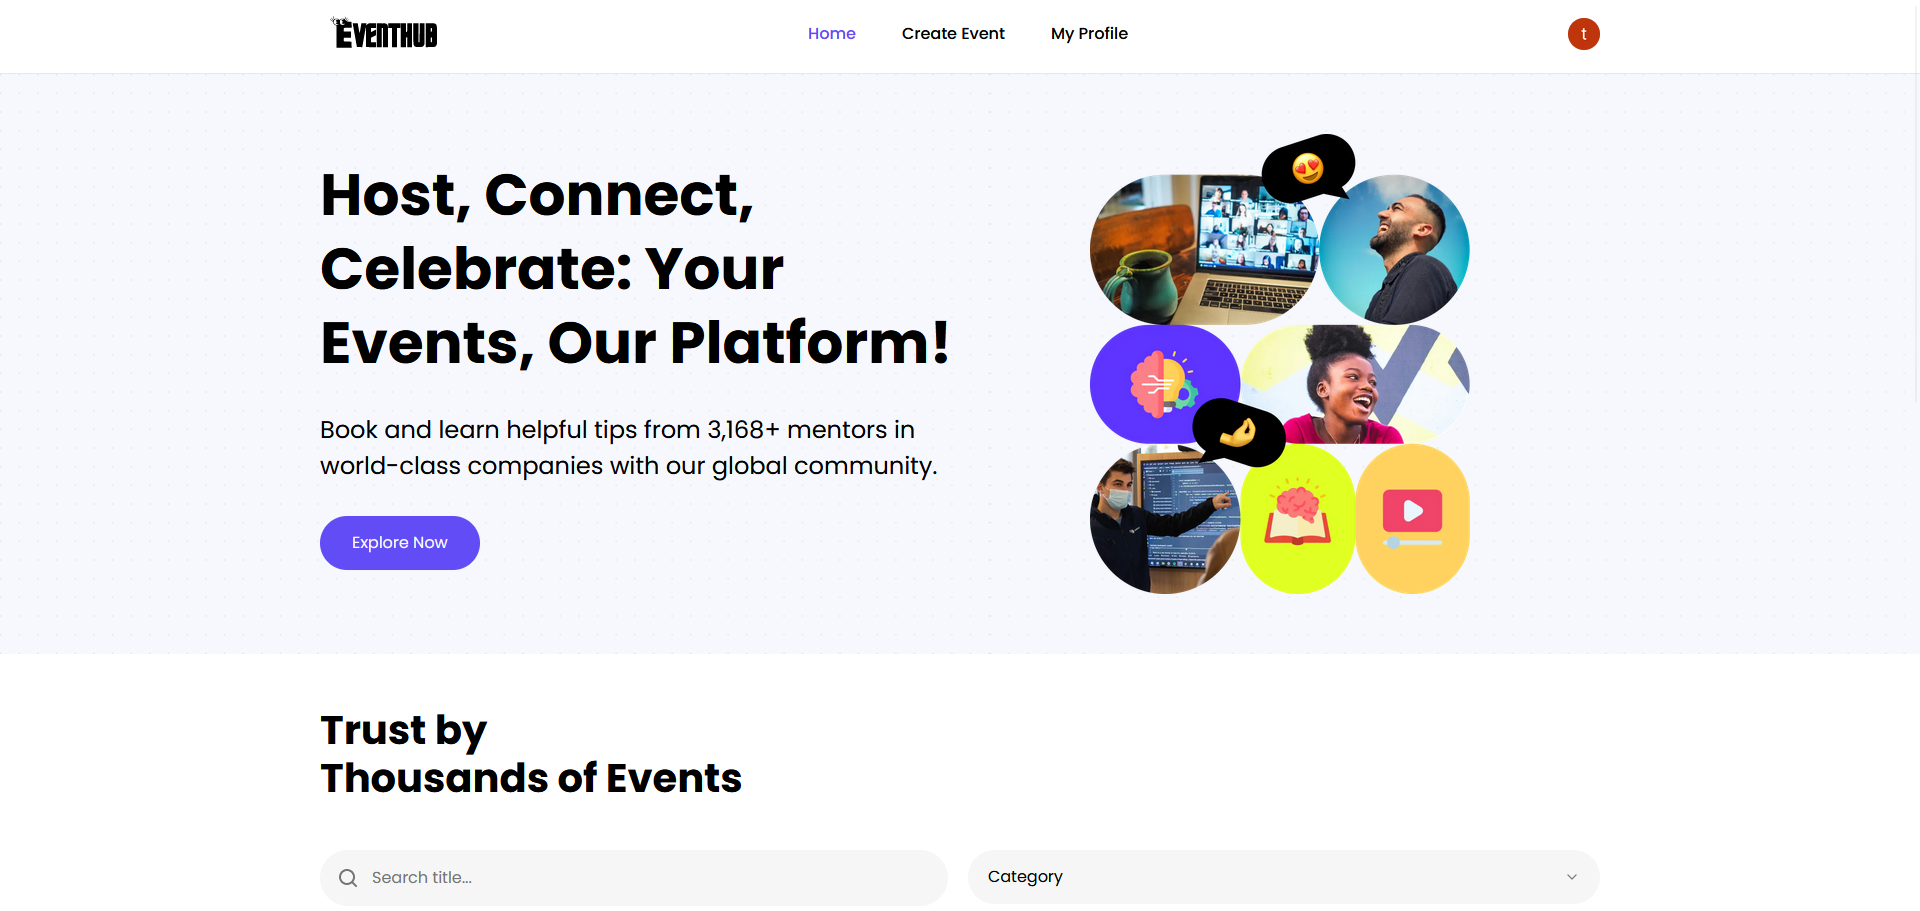 EVENTHUB
Home
Create Event
My Profile
t
Host, Connect,
Celebrate: Your
Events, Our Platform!
Book and learn helpful tips from 3,168+ mentors in
world-class companies with our global community.
Explore Now
Trust by
Thousands of Events
Search title...
Category